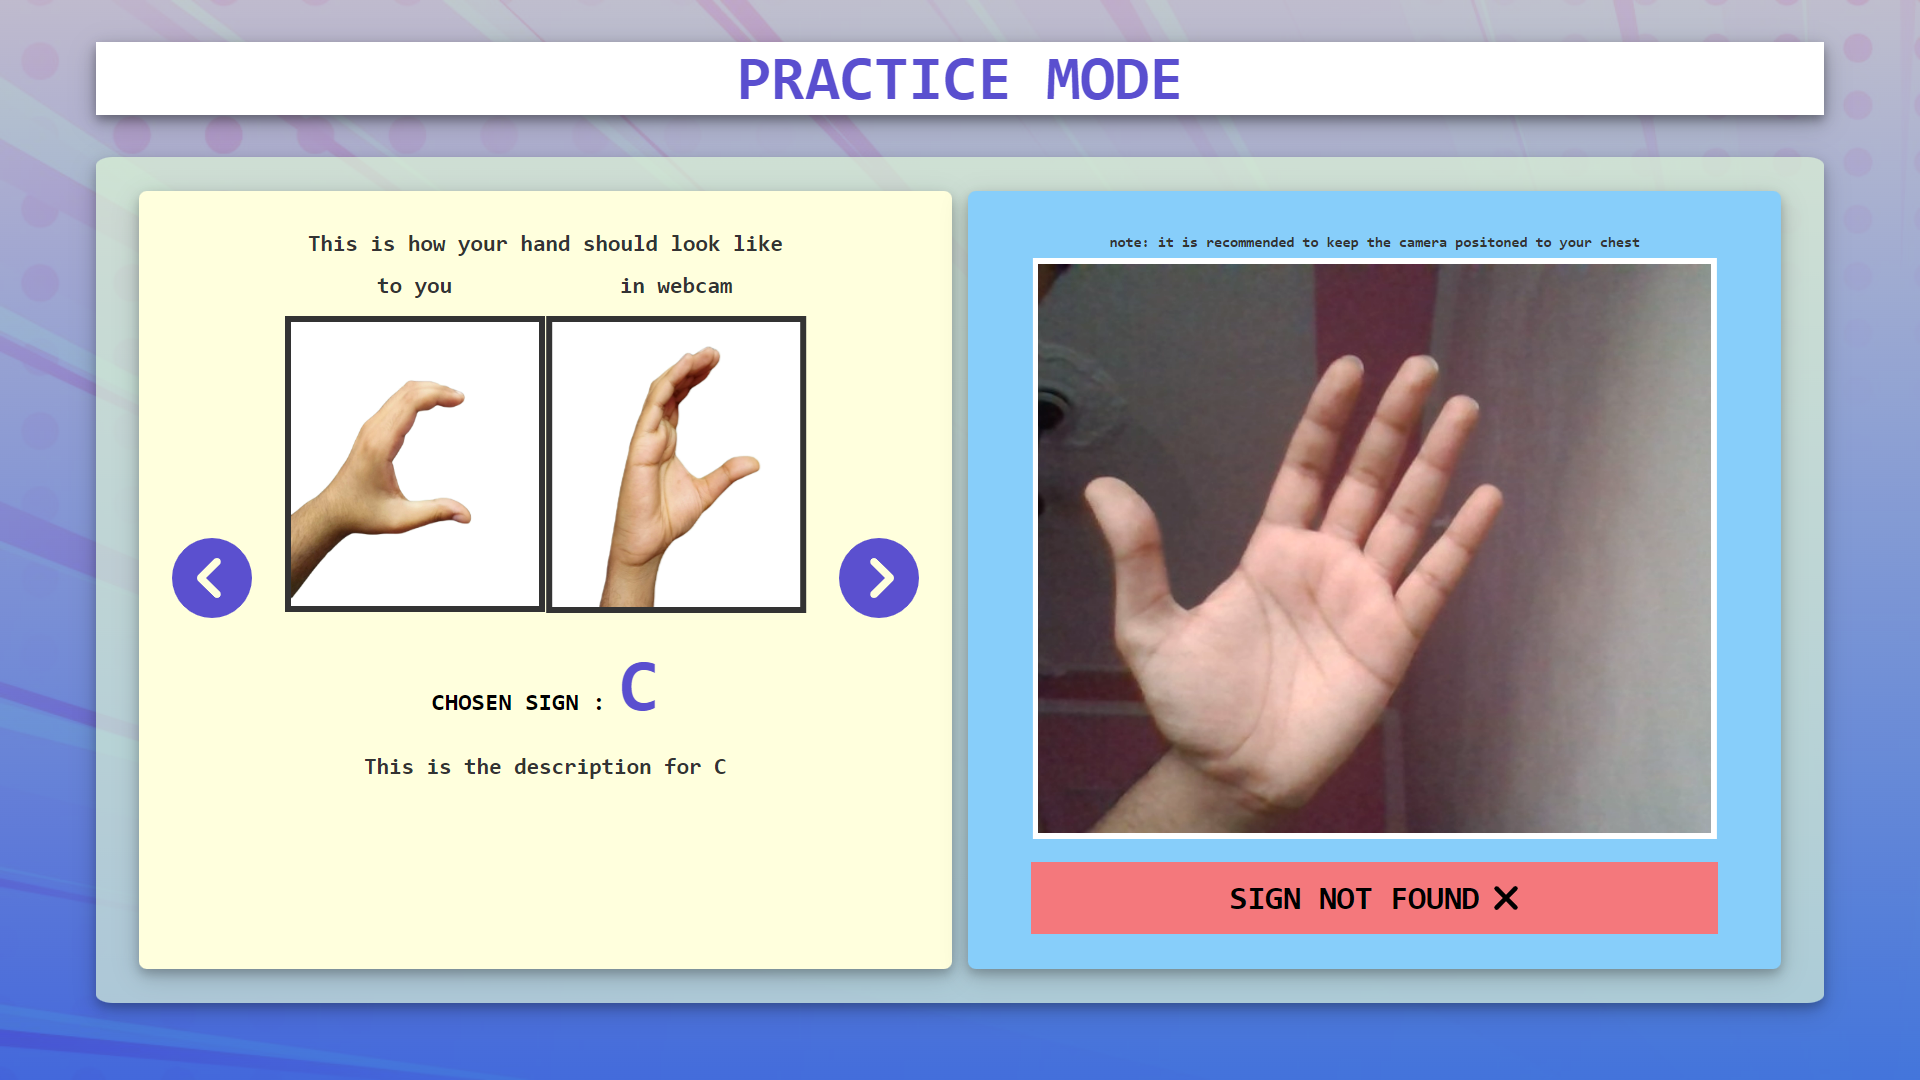 PRACTICE MODE
This is how your hand should look like
to you
in webcam
CHOSEN SIGN : C
This is the description for C
note: it is recommended to keep the camera positoned to your chest
SIGN NOT FOUND